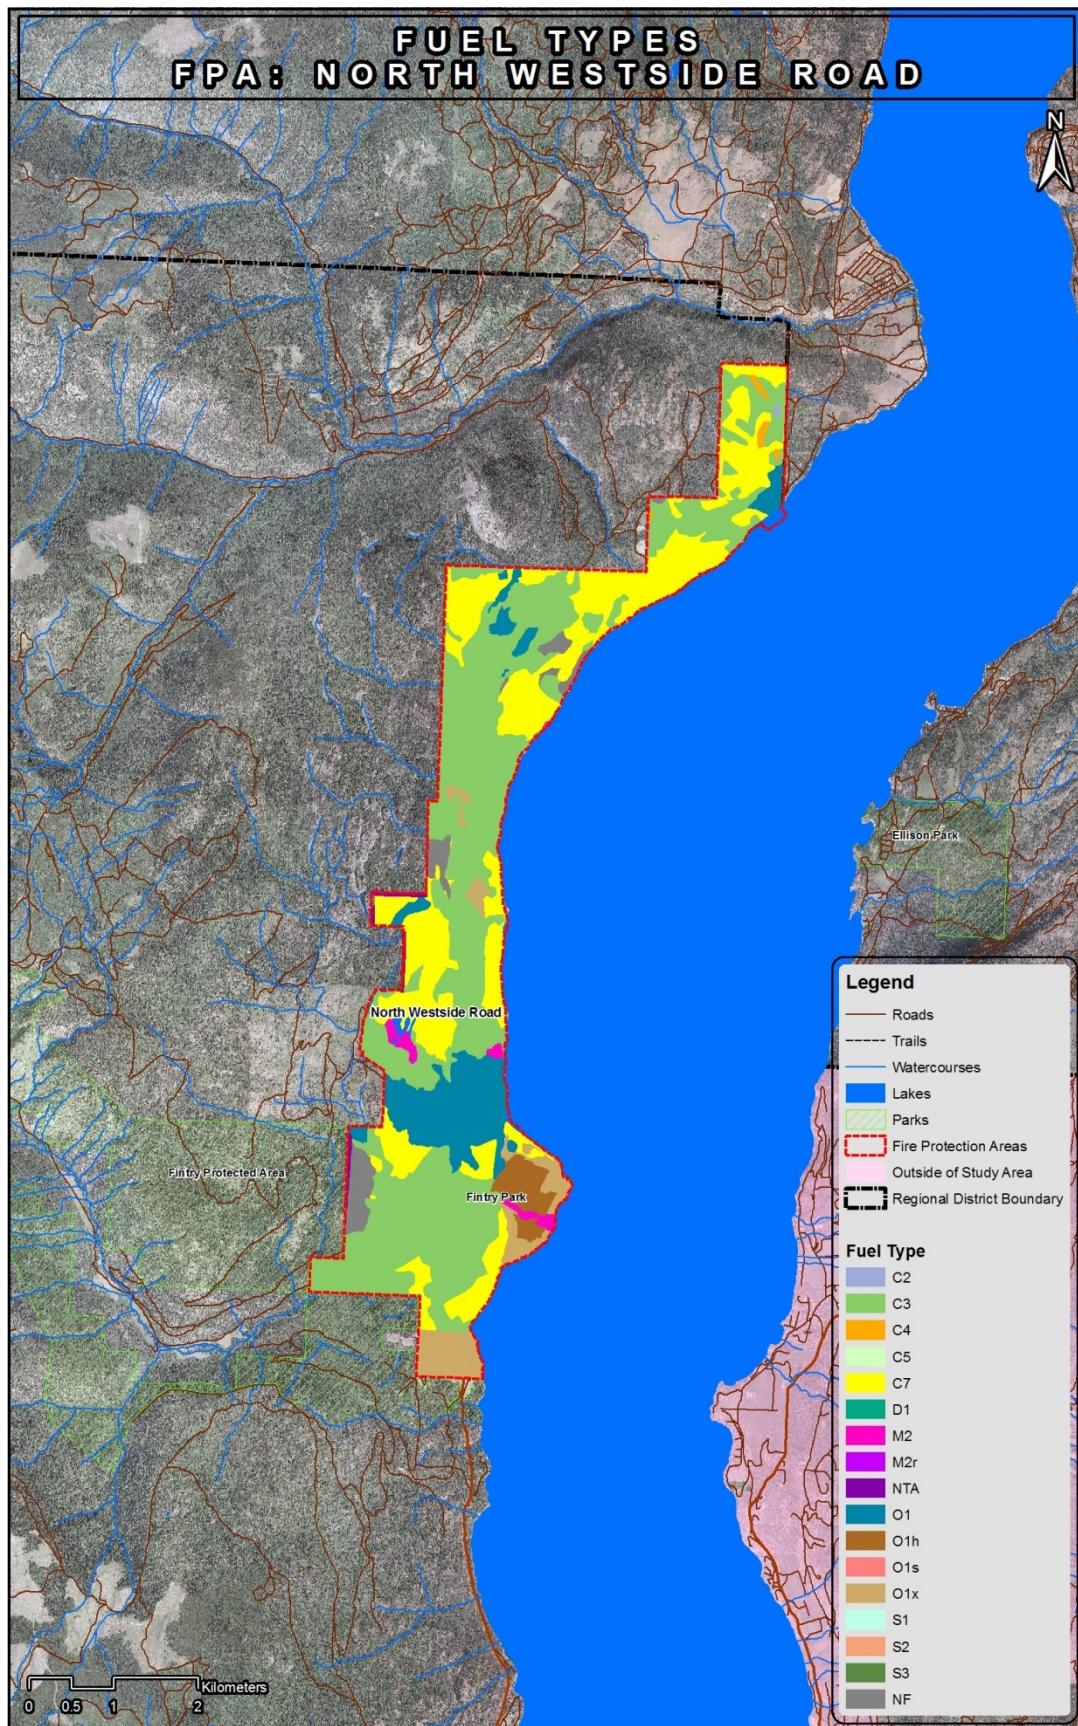 FUEL TYPES
FPA: NORTH WESTSIDE ROAD
N
Ellison Park
North Westside Road
Fintry Protected Area
Fintry Park
Legend
Roads
Trails
Watercourses
Lakes
Parks
Fire Protection Areas
Outside of Study Area
Regional District Boundary
Fuel Type
C2
C3
C4
C5
C7
D1
M2
M2r
NTA
O1
O1h
O1s
O1x
S1
S2
S3
NF
Kilometers
0 0.5 1 2